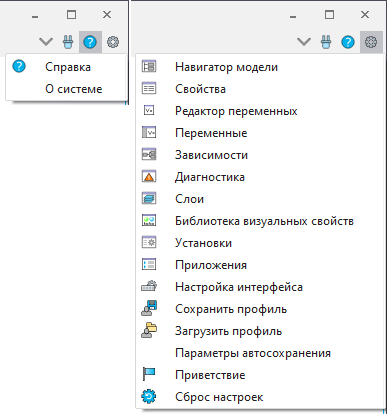 Справка
О системе
Навигатор модели
Свойства
Редактор переменных
Переменные
Зависимости
Диагностика
Слои
Библиотека визуальных свойств
Установки
Приложения
Настройка интерфейса
Сохранить профиль
Загрузить профиль
Параметры автосохранения
Приветствие
Сброс настроек